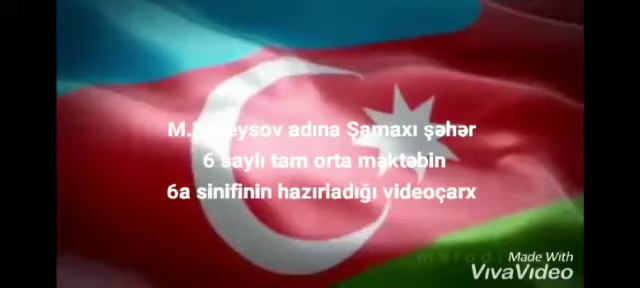 adına Şamaxı şəhər
6 saylı tam orta məktəbin
6a sinifinin hazırladığı videoçarx
Made With
VivaVideo